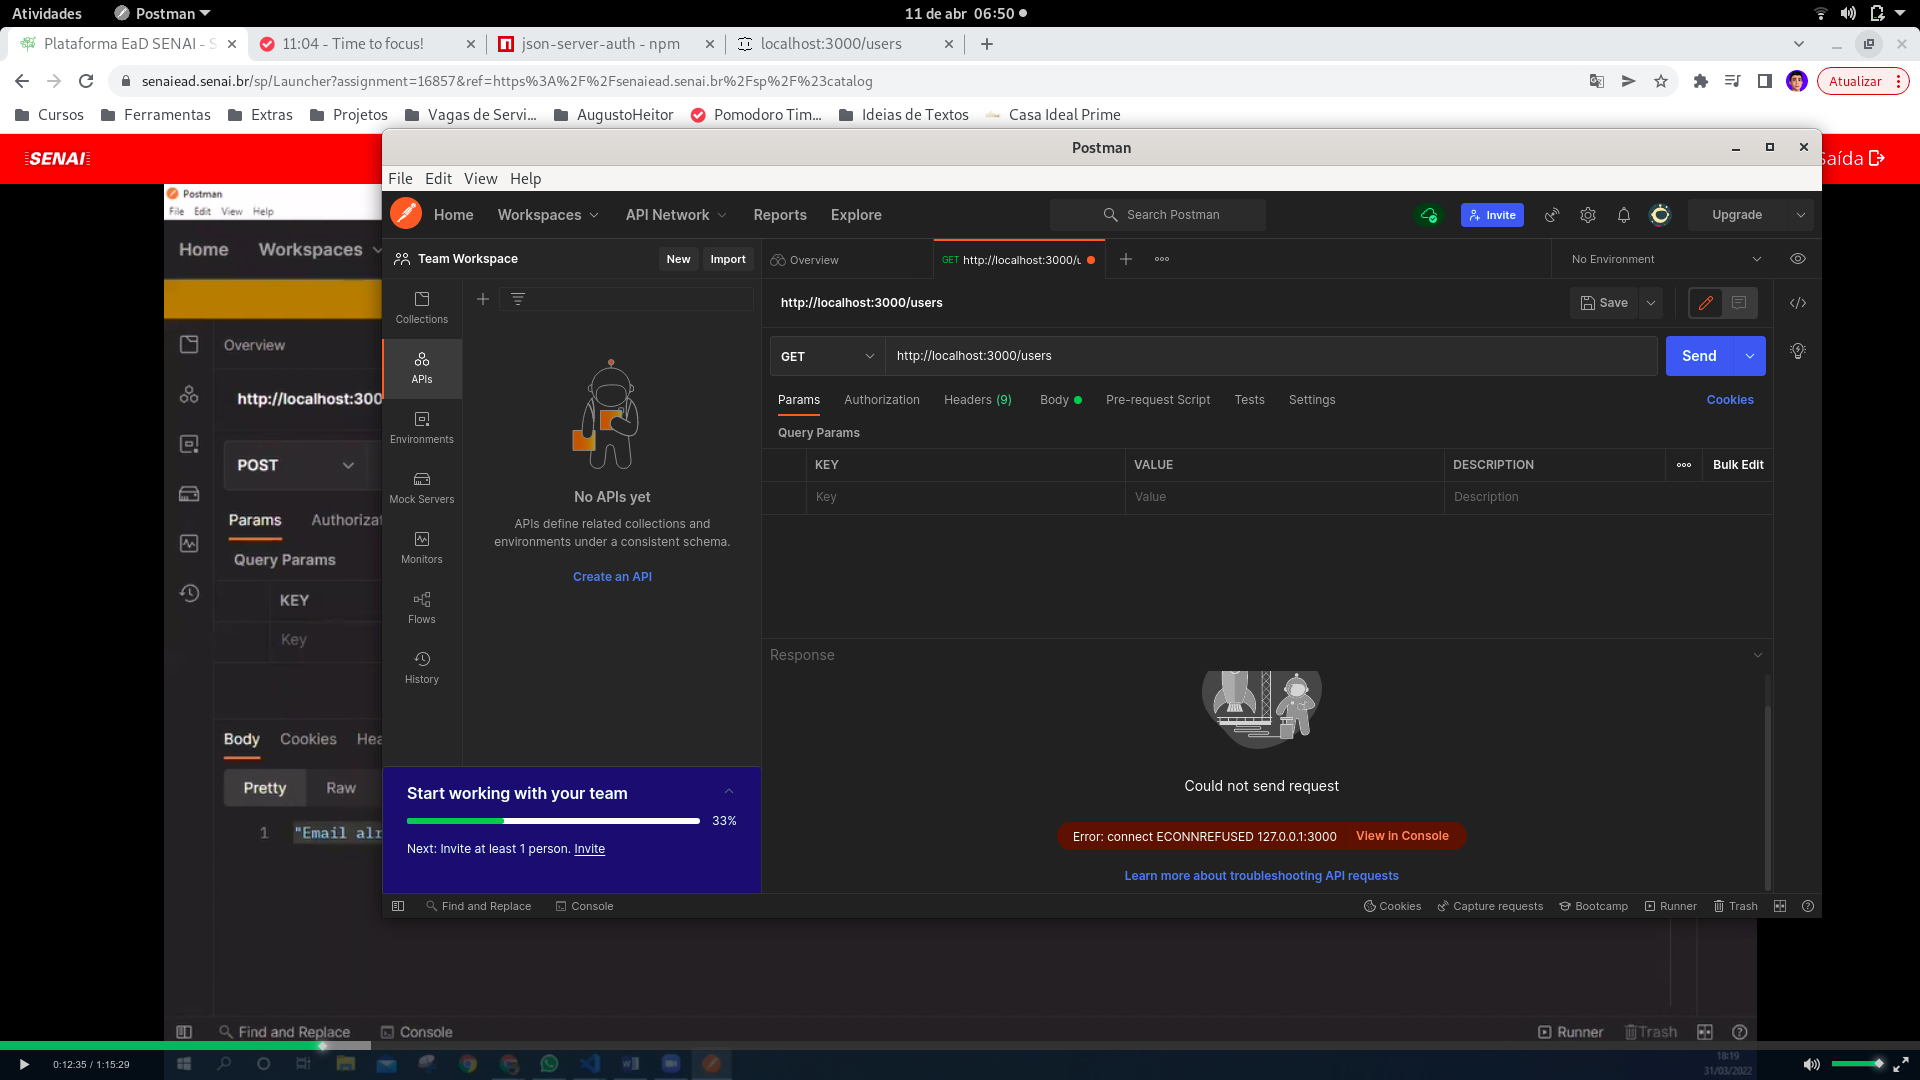 Atividades
Postman
11 de abr 06:50
Plataforma EaD SENAI - S
11:04 - Time to focus!
json-server-auth - npm
localhost:3000/users
senaiead.senai.br/sp/Launcher?assignment=16857&ref=https%3A%2F%2Fsenaiead.senai.br%2Fsp%2F%23catalog
Atualizar
Cursos
Ferramentas
Extras
Projetos
Vagas de Servi...
AugustoHeitor
Pomodoro Tim...
Ideias de Textos
Casa Ideal Prime
SENAI
Saída
Postman
File Edit View Help
Home
Workspaces
Overview
http://localhost:300
POST
Params
Authorizat
Query Params
KEY
Key
Body
Cookies
Hea
Pretty
Raw
1 "Email alr
Find and Replace
Console
Runner
Trash
Postman
File Edit View Help
Home
Workspaces
API Network
Reports
Explore
Search Postman
Invite
Upgrade
Team Workspace
New
Import
Overview
GET http://localhost:3000/u
No Environment
Collections
APIs
Environments
Mock Servers
Monitors
Flows
History
No APIs yet
APIs define related collections and
environments under a consistent schema.
Create an API
Start working with your team
33%
Next: Invite at least 1 person. Invite
http://localhost:3000/users
Save
GET
http://localhost:3000/users
Send
Params
Authorization
Headers (9)
Body
Pre-request Script
Tests
Settings
Cookies
Query Params
KEY
VALUE
DESCRIPTION
Bulk Edit
Key
Value
Description
Response
Could not send request
Error: connect ECONNREFUSED 127.0.0.1:3000
View in Console
Learn more about troubleshooting API requests
Find and Replace
Console
Cookies
Capture requests
Bootcamp
Runner
Trash
0:12:35 / 1:15:29
18:19
31/03/2022